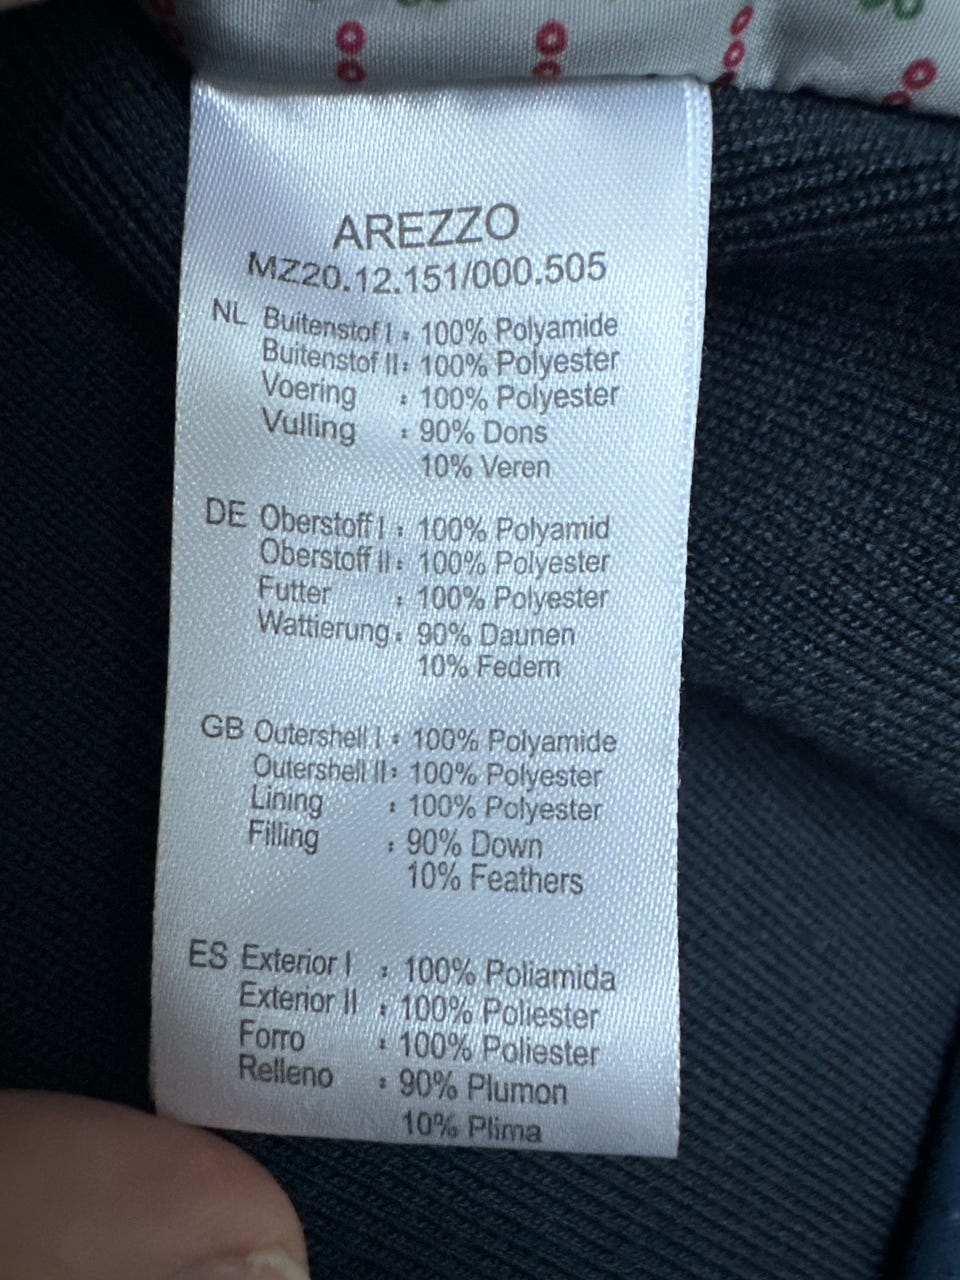 AREZZO
MZ20.12.151/000.505
NL Buitenstof I : 100% Polyamide
Buitenstof II : 100% Polyester
Voering : 100% Polyester
Vulling : 90% Dons
10% Veren
DE Oberstoff I : 100% Polyamid
Oberstoff II : 100% Polyester
Futter : 100% Polyester
Wattierung : 90% Daunen
10% Federn
GB Outershell I : 100% Polyamide
Outershell II : 100% Polyester
Lining : 100% Polyester
Filling : 90% Down
10% Feathers
ES Exterior I : 100% Poliamida
Exterior II : 100% Poliester
Forro : 100% Poliester
Relleno : 90% Plumon
10% Plima